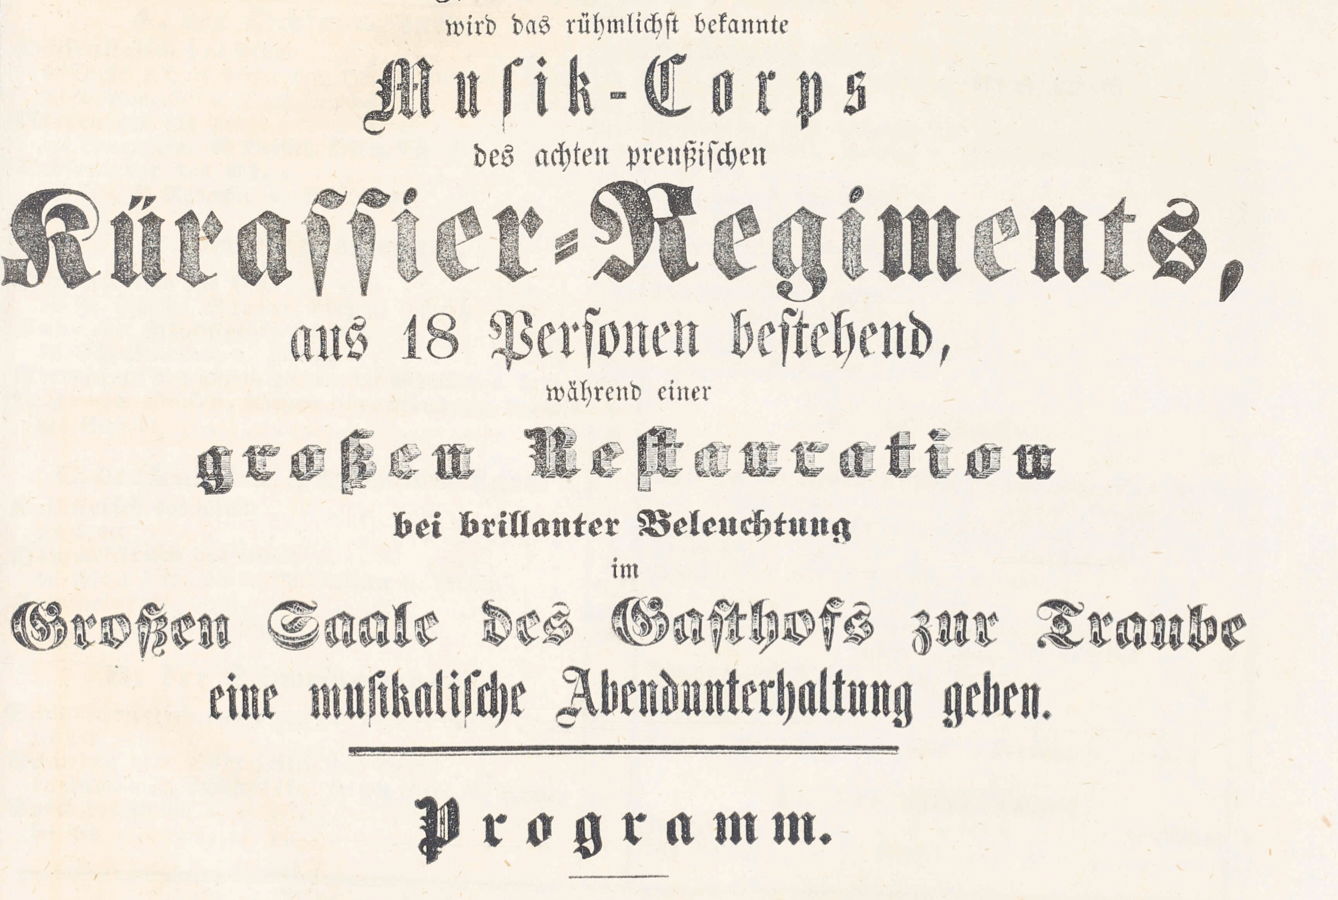 wird das rühmlichst bekannte
Musik-Corps
des achten preußischen
Kürassier-Regiments,
aus 18 Personen bestehend,
während einer
großen Restauration
bei brillanter Beleuchtung
im
Großen Saale des Gasthofs zur Traube
eine musikalische Abendunterhaltung geben.
Programm.